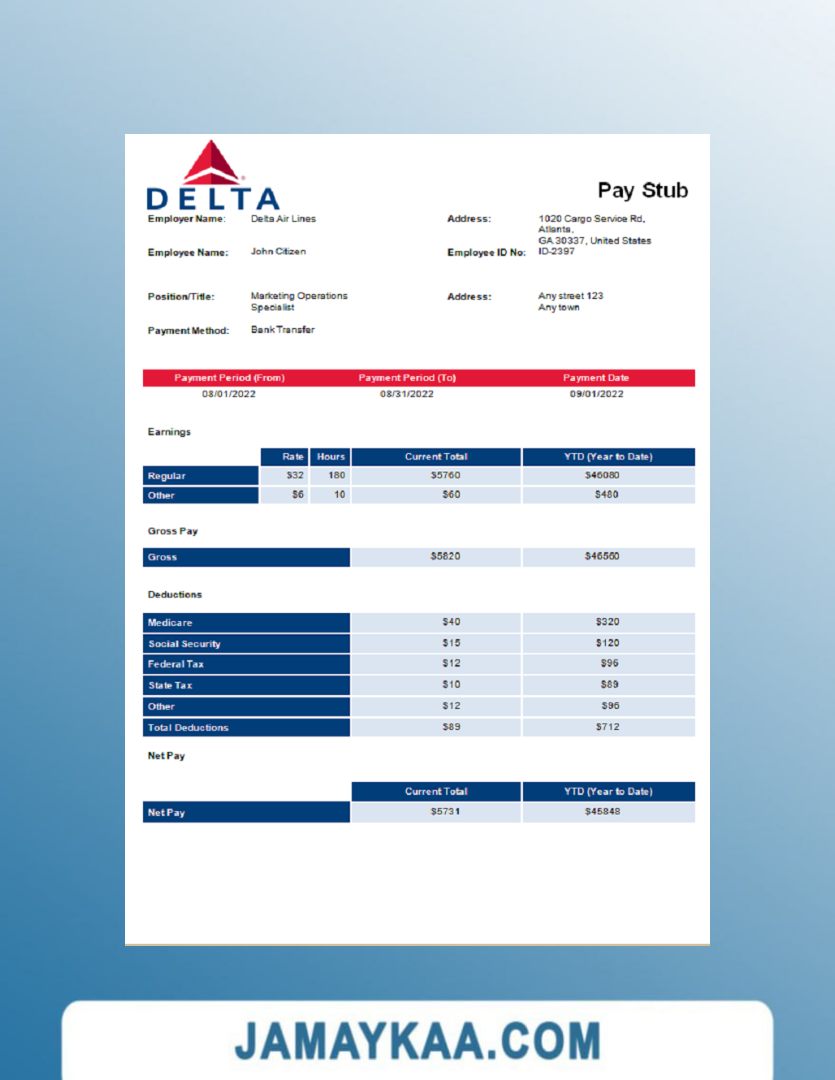 DELTA
Pay Stub
Employer Name: Delta Air Lines Address: 1020 Cargo Service Rd,
Atlanta,
GA 30337, United States
Employee Name: John Citizen Employee ID No: ID-2397
Position/Title: Marketing Operations Address: Any street 123
Specialist Any town
Payment Method: Bank Transfer
Payment Period (From) Payment Period (To) Payment Date
08/01/2022 08/31/2022 09/01/2022
Earnings
Rate Hours Current Total YTD (Year to Date)
Regular $32 180 $5760 $46080
Other $6 10 $60 $480
Gross Pay
Gross $5820 $46560
Deductions
Medicare $40 $320
Social Security $15 $120
Federal Tax $12 $96
State Tax $10 $89
Other $12 $96
Total Deductions $89 $712
Net Pay
Current Total YTD (Year to Date)
Net Pay $5731 $45848
JAMAYKAA.COM